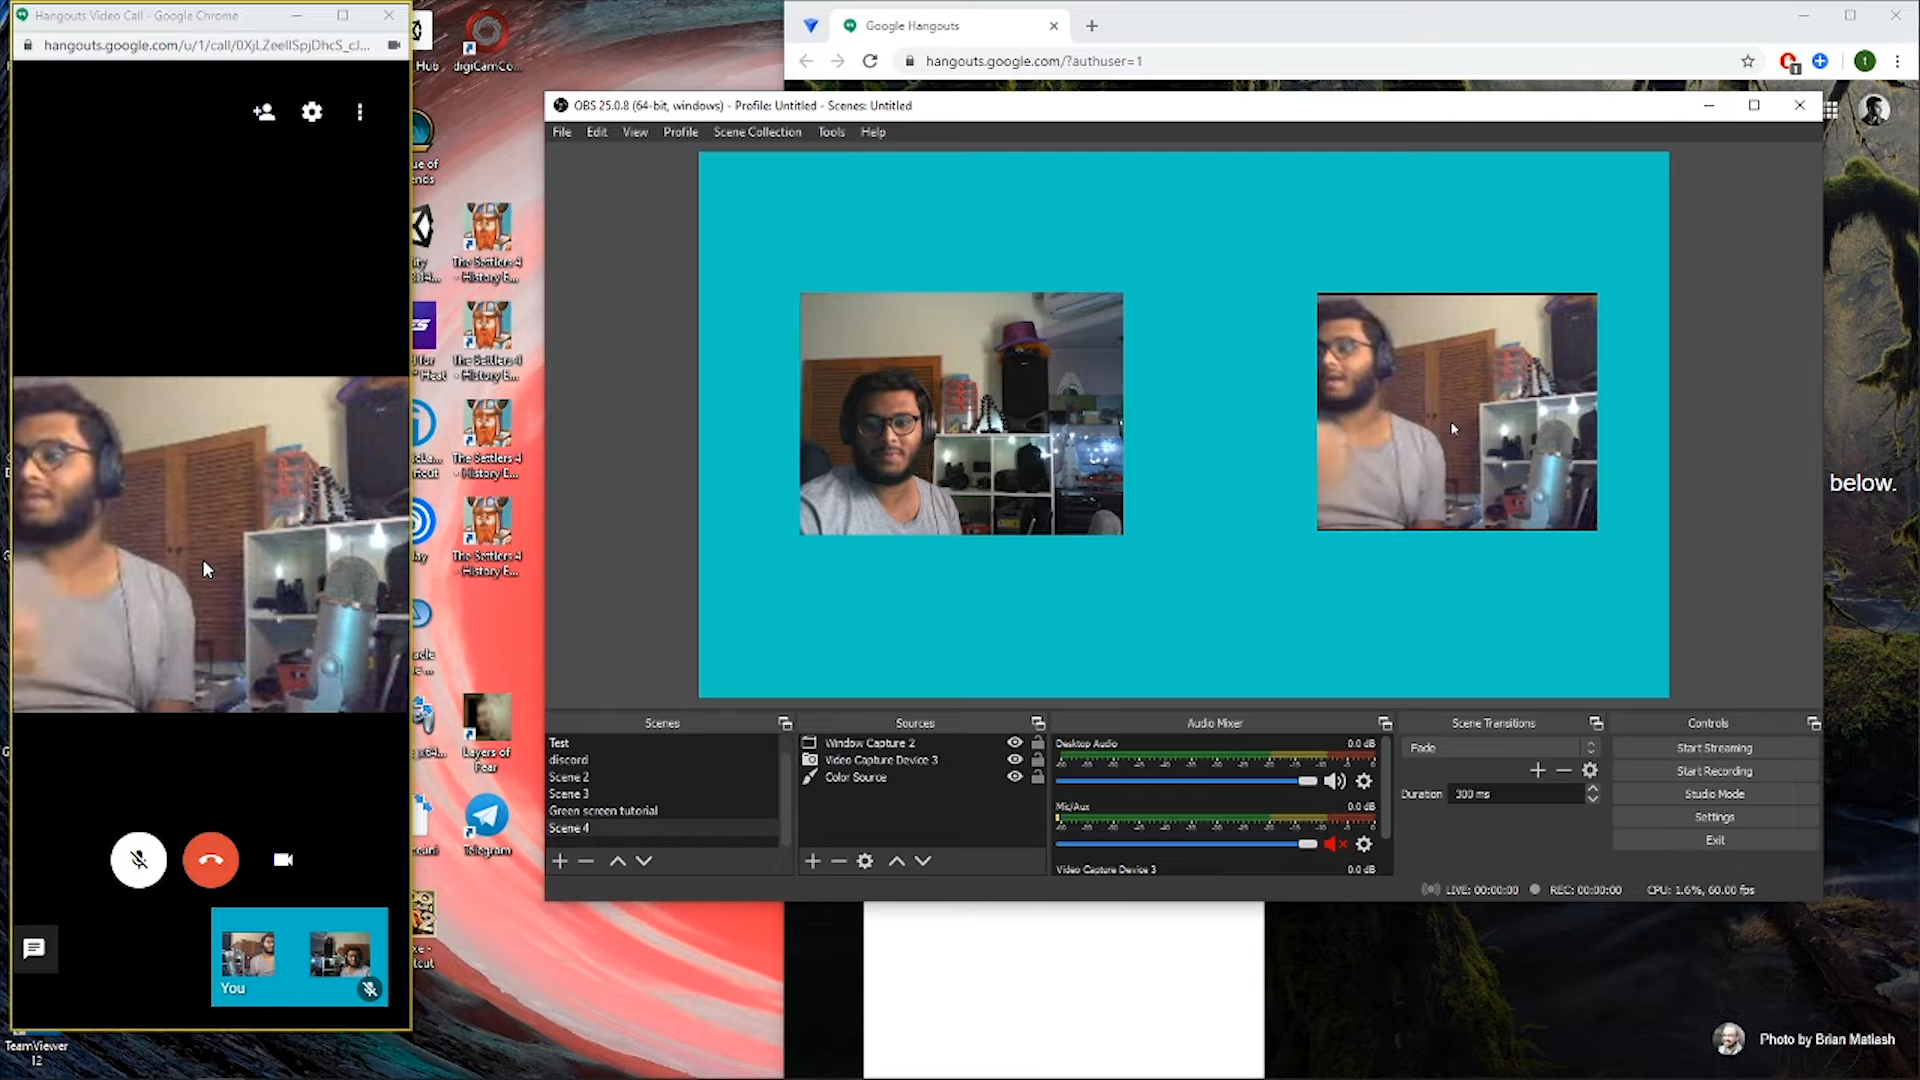 Hangouts Video Call - Google Chrome
hangouts.google.com/u/1/call/0XjLZeelISpjDhcS_cJ...
You
Hub
digiCamCo...
ue of
ends
The Settlers 4
- History E...
The Settlers 4
- History E...
The Settlers 4
- History E...
The Settlers 4
- History E...
Heat
Layers of
Fear
Telegram
TeamViewer
12
Google Hangouts
hangouts.google.com/?authuser=1
OBS 25.0.8 (64-bit, windows) - Profile: Untitled - Scenes: Untitled
File Edit View Profile Scene Collection Tools Help
Scenes
Test
discord
Scene 2
Scene 3
Green screen tutorial
Scene 4
Sources
Window Capture 2
Video Capture Device 3
Color Source
Audio Mixer
Desktop Audio 0.0 dB
Mic/Aux 0.0 dB
Video Capture Device 3 0.0 dB
Scene Transitions
Fade
Duration 300 ms
Controls
Start Streaming
Start Recording
Studio Mode
Settings
Exit
LIVE: 00:00:00 REC: 00:00:00 CPU: 1.6%, 60.00 fps
below.
Photo by Brian Matiash